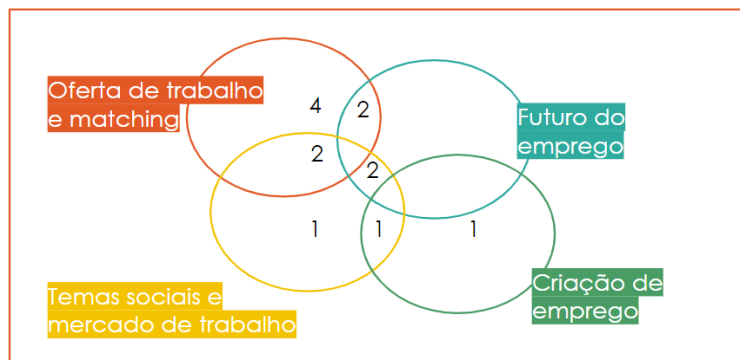 Oferta de trabalho
e matching
4
2
Futuro do
emprego
2
2
1
1
1
Temas sociais e
mercado de trabalho
Criação de
emprego